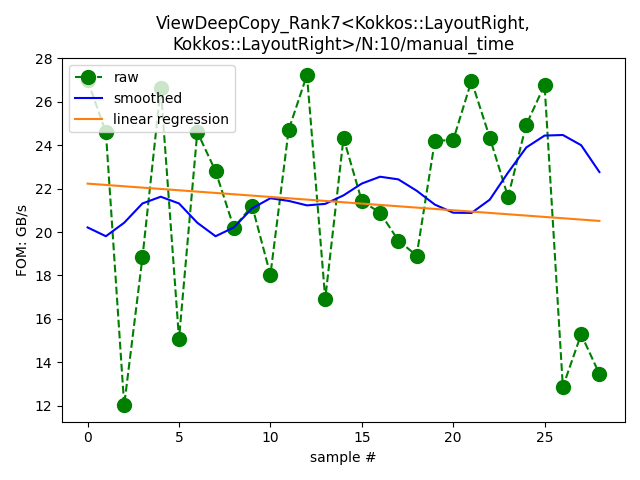 ViewDeepCopy_Rank7<Kokkos::LayoutRight,
Kokkos::LayoutRight>/N:10/manual_time
raw
smoothed
linear regression
FOM: GB/s
28
26
24
22
20
18
16
14
12
0 5 10 15 20 25
sample #